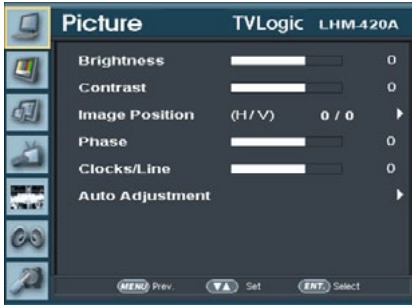 Picture TVLogic LHM-420A
Brightness 0
Contrast 0
Image Position (H/V) 0 / 0
Phase 0
Clocks/Line 0
Auto Adjustment
MENU Prev. Set ENT. Select